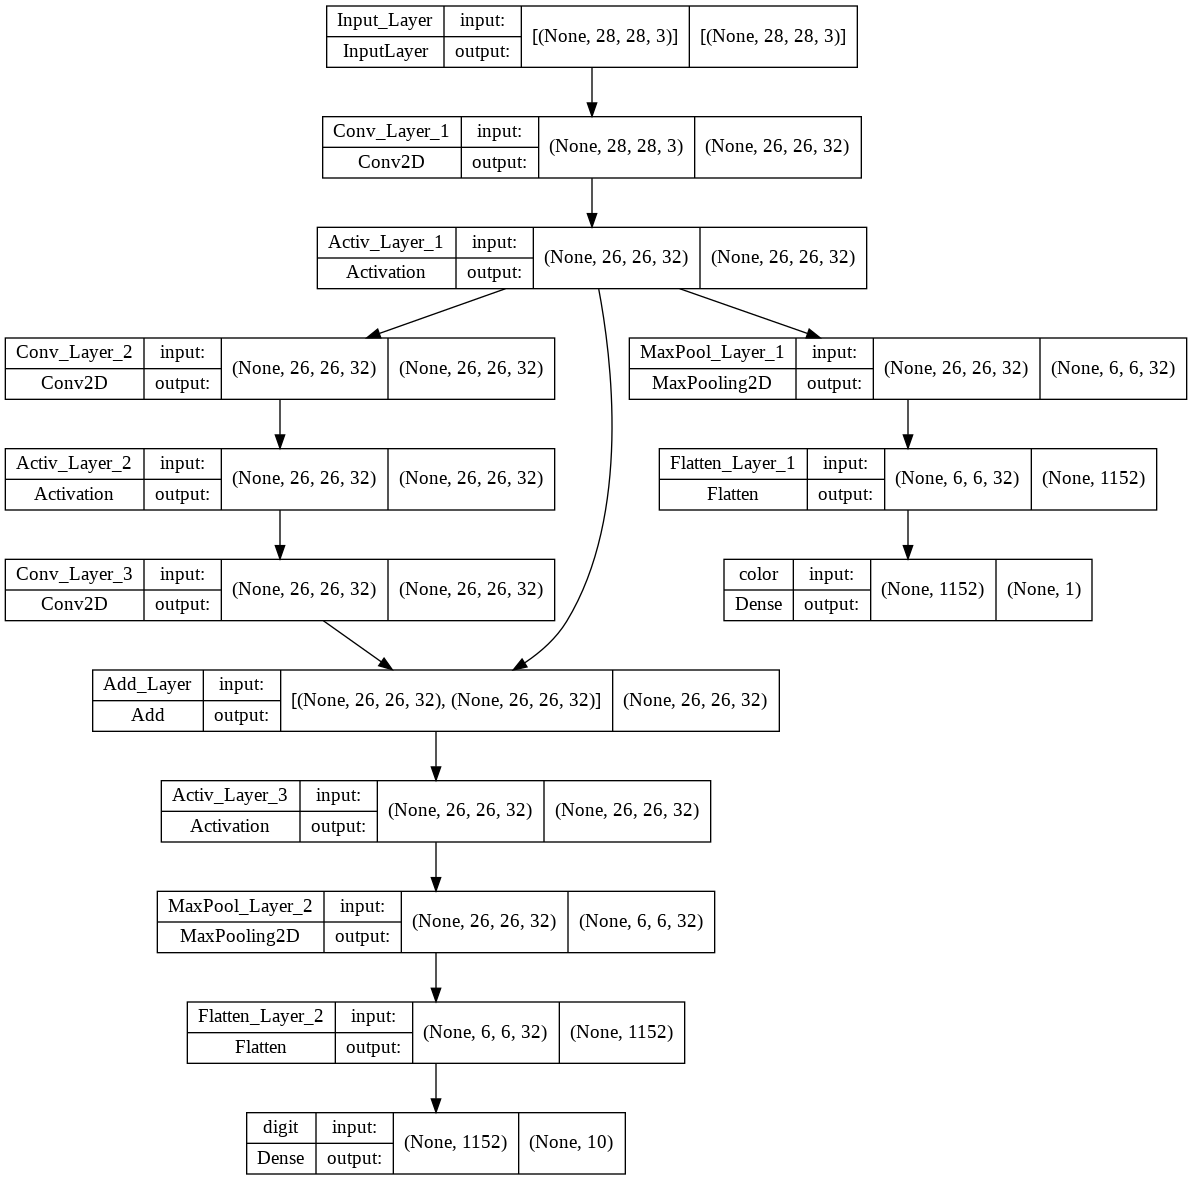 Input_Layer input: [(None, 28, 28, 3)] [(None, 28, 28, 3)]
InputLayer output:
Conv_Layer_1 input: (None, 28, 28, 3) (None, 26, 26, 32)
Conv2D output:
Activ_Layer_1 input: (None, 26, 26, 32) (None, 26, 26, 32)
Activation output:
Conv_Layer_2 input: (None, 26, 26, 32) (None, 26, 26, 32)
Conv2D output:
MaxPool_Layer_1 input: (None, 26, 26, 32) (None, 6, 6, 32)
MaxPooling2D output:
Activ_Layer_2 input: (None, 26, 26, 32) (None, 26, 26, 32)
Activation output:
Flatten_Layer_1 input: (None, 6, 6, 32) (None, 1152)
Flatten output:
Conv_Layer_3 input: (None, 26, 26, 32) (None, 26, 26, 32)
Conv2D output:
color input: (None, 1152) (None, 1)
Dense output:
Add_Layer input: [(None, 26, 26, 32), (None, 26, 26, 32)] (None, 26, 26, 32)
Add output:
Activ_Layer_3 input: (None, 26, 26, 32) (None, 26, 26, 32)
Activation output:
MaxPool_Layer_2 input: (None, 26, 26, 32) (None, 6, 6, 32)
MaxPooling2D output:
Flatten_Layer_2 input: (None, 6, 6, 32) (None, 1152)
Flatten output:
digit input: (None, 1152) (None, 10)
Dense output: